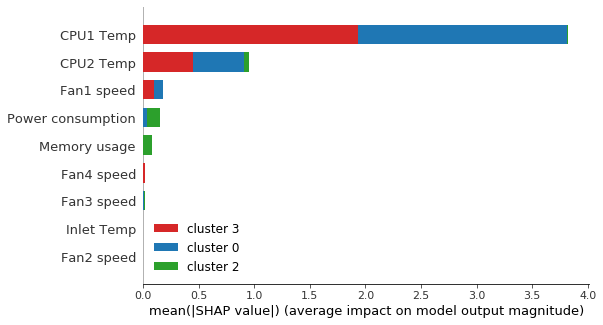 CPU1 Temp
CPU2 Temp
Fan1 speed
Power consumption
Memory usage
Fan4 speed
Fan3 speed
Inlet Temp
Fan2 speed
cluster 3
cluster 0
cluster 2
0.0 0.5 1.0 1.5 2.0 2.5 3.0 3.5 4.0
mean(|SHAP value|) (average impact on model output magnitude)